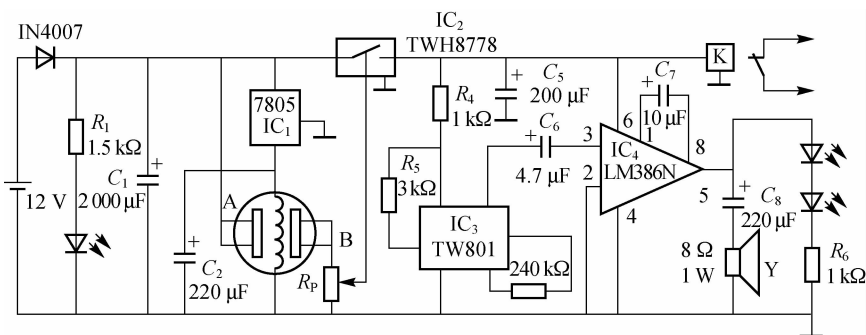 IN4007
IC2
TWH8778
7805
IC1
R1
1.5 kΩ
C1
2 000 μF
12 V
A
B
C2
220 μF
RP
R4
1 kΩ
C5
200 μF
R5
3 kΩ
C6
4.7 μF
IC3
TW801
240 kΩ
K
C7
10 μF
6
1
8
3
2
IC4
LM386N
4
5
C8
220 μF
8 Ω
1 W
Y
R6
1 kΩ